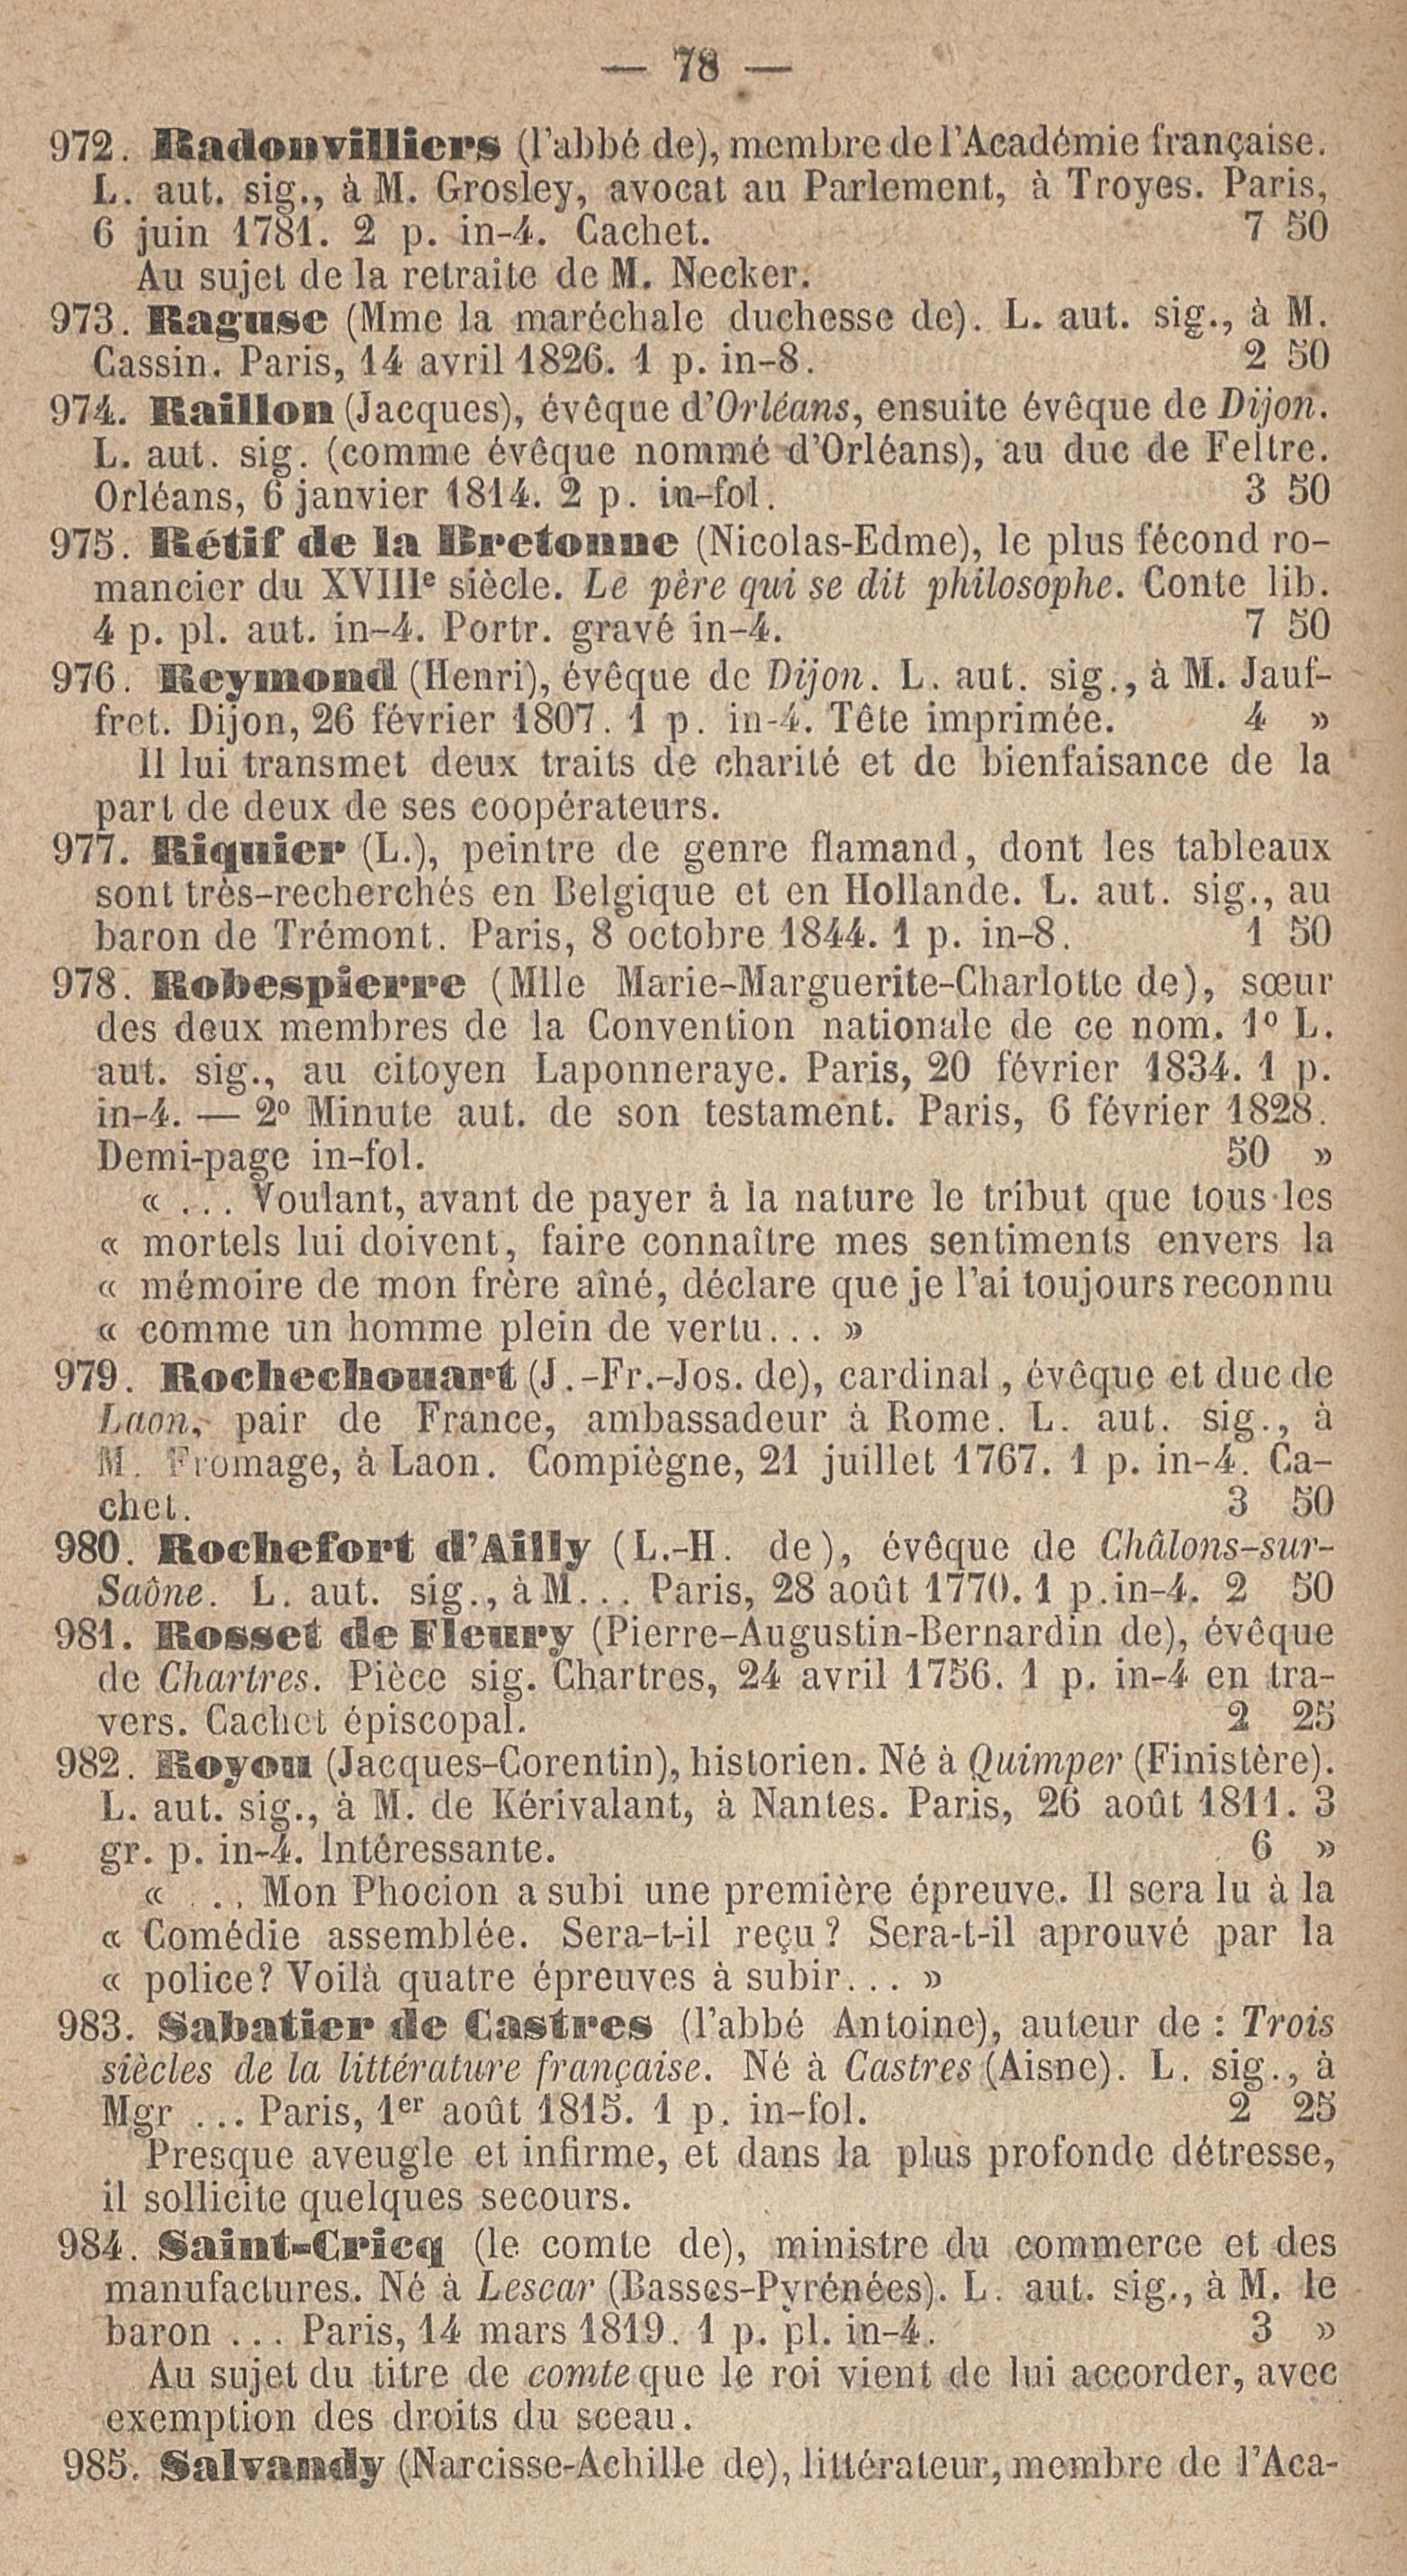 — 78 —
972. Radonvilliers (l'abbé de), membre de l'Académie française.
L. aut. sig., à M. Grosley, avocat au Parlement, à Troyes. Paris,
6 juin 1781. 2 p. in-4. Cachet. 7 50
Au sujet de la retraite de M. Necker.
973. Raguse (Mme la maréchale duchesse de). L. aut. sig., à M.
Cassin. Paris, 14 avril 1826. 1 p. in-8. 2 50
974. Raillon (Jacques), évêque d'Orléans, ensuite évêque de Dijon.
L. aut. sig. (comme évêque nommé d'Orléans), au duc de Feltre.
Orléans, 6 janvier 1814. 2 p. in-fol. 3 50
975. Rétif de la Bretonne (Nicolas-Edme), le plus fécond ro-
mancier du XVIIIe siècle. Le père qui se dit philosophe. Conte lib.
4 p. pl. aut. in-4. Portr. gravé in-4. 7 50
976. Reymond (Henri), évêque de Dijon. L. aut. sig., à M. Jauf-
fret. Dijon, 26 février 1807. 1 p. in-4. Tête imprimée. 4 »
Il lui transmet deux traits de charité et de bienfaisance de la
part de deux de ses coopérateurs.
977. Riquier (L.), peintre de genre flamand, dont les tableaux
sont très-recherchés en Belgique et en Hollande. L. aut. sig., au
baron de Trémont. Paris, 8 octobre 1844. 1 p. in-8. 1 50
978. Robespierre (Mlle Marie-Marguerite-Charlotte de), sœur
des deux membres de la Convention nationale de ce nom. 1º L.
aut. sig., au citoyen Laponneraye. Paris, 20 février 1834. 1 p.
in-4. — 2º Minute aut. de son testament. Paris, 6 février 1828.
Demi-page in-fol. 50 »
« ... Voulant, avant de payer à la nature le tribut que tous les
« mortels lui doivent, faire connaître mes sentiments envers la
« mémoire de mon frère aîné, déclare que je l'ai toujours reconnu
« comme un homme plein de vertu... »
979. Rochechouart (J.-Fr.-Jos. de), cardinal, évêque et duc de
Laon, pair de France, ambassadeur à Rome. L. aut. sig., à
M. Fromage, à Laon. Compiègne, 21 juillet 1767. 1 p. in-4. Ca-
chet. 3 50
980. Rochefort d'Ailly (L.-H. de), évêque de Châlons-sur-
Saône. L. aut. sig., à M... Paris, 28 août 1770. 1 p. in-4. 2 50
981. Rosset de Fleury (Pierre-Augustin-Bernardin de), évêque
de Chartres. Pièce sig. Chartres, 24 avril 1756. 1 p. in-4 en tra-
vers. Cachet épiscopal. 2 25
982. Royou (Jacques-Corentin), historien. Né à Quimper (Finistère).
L. aut. sig., à M. de Kérivalant, à Nantes. Paris, 26 août 1811. 3
gr. p. in-4. Intéressante. 6 »
« ... Mon Phocion a subi une première épreuve. Il sera lu à la
« Comédie assemblée. Sera-t-il reçu? Sera-t-il aprouvé par la
« police? Voilà quatre épreuves à subir... »
983. Sabatier de Castres (l'abbé Antoine), auteur de : Trois
siècles de la littérature française. Né à Castres (Aisne). L. sig., à
Mgr ... Paris, 1er août 1815. 1 p. in-fol. 2 25
Presque aveugle et infirme, et dans la plus profonde détresse,
il sollicite quelques secours.
984. Saint-Cricq (le comte de), ministre du commerce et des
manufactures. Né à Lescar (Basses-Pyrénées). L. aut. sig., à M. le
baron ... Paris, 14 mars 1819. 1 p. pl. in-4. 3 »
Au sujet du titre de comte que le roi vient de lui accorder, avec
exemption des droits du sceau.
985. Salvandy (Narcisse-Achille de), littérateur, membre de l'Aca-